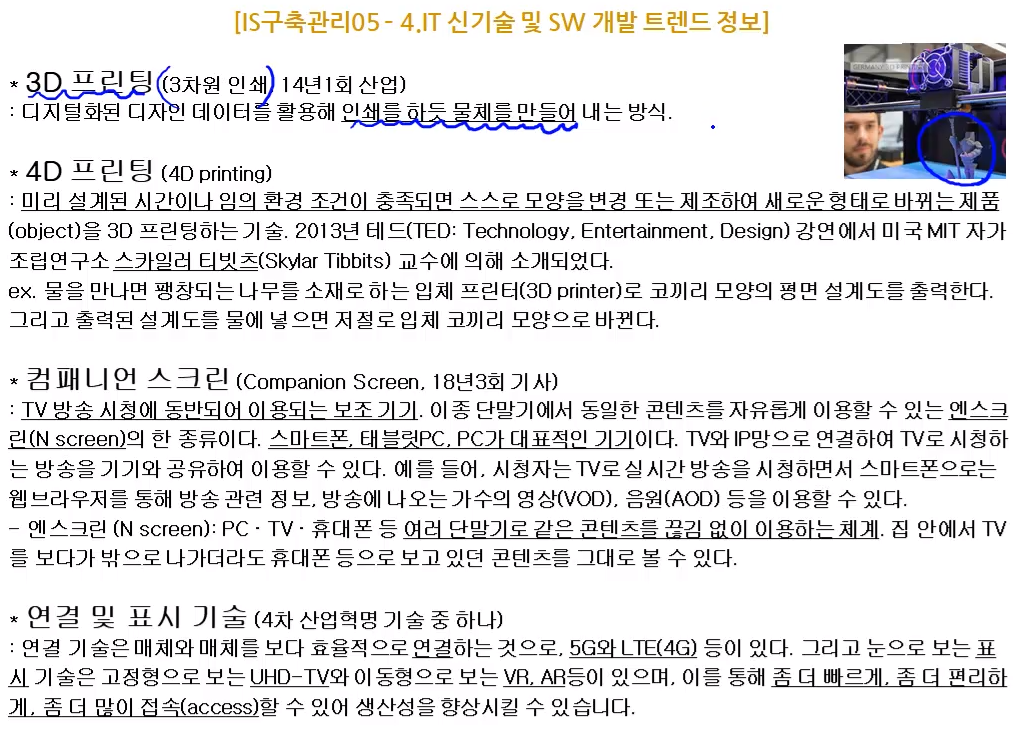 [IS구축관리05 - 4.IT 신기술 및 SW 개발 트렌드 정보]
* 3D 프린팅 (3차원 인쇄, 14년1회 산업)
: 디지털화된 디자인 데이터를 활용해 인쇄를 하듯 물체를 만들어 내는 방식.
* 4D 프린팅 (4D printing)
: 미리 설계된 시간이나 임의 환경 조건이 충족되면 스스로 모양을 변경 또는 제조하여 새로운 형태로 바뀌는 제품
(object)을 3D 프린팅하는 기술. 2013년 테드(TED: Technology, Entertainment, Design) 강연에서 미국 MIT 자가
조립연구소 스카일러 티빗츠(Skylar Tibbits) 교수에 의해 소개되었다.
ex. 물을 만나면 팽창되는 나무를 소재로 하는 입체 프린터(3D printer)로 코끼리 모양의 평면 설계도를 출력한다.
그리고 출력된 설계도를 물에 넣으면 저절로 입체 코끼리 모양으로 바뀐다.
* 컴패니언 스크린 (Companion Screen, 18년3회 기사)
: TV 방송 시청에 동반되어 이용되는 보조 기기. 이종 단말기에서 동일한 콘텐츠를 자유롭게 이용할 수 있는 엔스크
린(N screen)의 한 종류이다. 스마트폰, 태블릿PC, PC가 대표적인 기기이다. TV와 IP망으로 연결하여 TV로 시청하
는 방송을 기기와 공유하여 이용할 수 있다. 예를 들어, 시청자는 TV로 실시간 방송을 시청하면서 스마트폰으로는
웹브라우저를 통해 방송 관련 정보, 방송에 나오는 가수의 영상(VOD), 음원(AOD) 등을 이용할 수 있다.
- 엔스크린 (N screen): PC · TV · 휴대폰 등 여러 단말기로 같은 콘텐츠를 끊김 없이 이용하는 체계. 집 안에서 TV
를 보다가 밖으로 나가더라도 휴대폰 등으로 보고 있던 콘텐츠를 그대로 볼 수 있다.
* 연결 및 표시 기술 (4차 산업혁명 기술 중 하나)
: 연결 기술은 매체와 매체를 보다 효율적으로 연결하는 것으로, 5G와 LTE(4G) 등이 있다. 그리고 눈으로 보는 표
시 기술은 고정형으로 보는 UHD-TV와 이동형으로 보는 VR, AR등이 있으며, 이를 통해 좀 더 빠르게, 좀 더 편리하
게, 좀 더 많이 접속(access)할 수 있어 생산성을 향상시킬 수 있습니다.